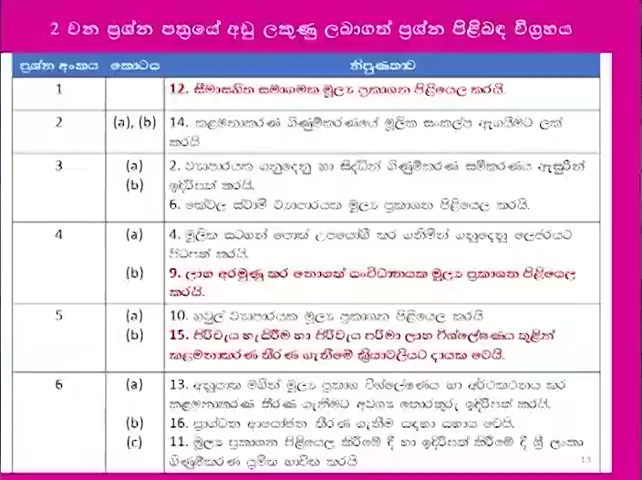 2 වන ප්‍රශ්න පත්‍රයේ අඩු ලකුණු ලබාගත් ප්‍රශ්න පිළිබඳ විග්‍රහය
ප්‍රශ්න අංකය කොටස නිපුණතාව
1 12. සීමාසහිත සමාගමක මූල්‍ය ප්‍රකාශන පිළියෙල කරයි.
2 (a), (b) 14. කළමනාකරණ ගිණුම්කරණයේ මූලික සංකල්ප ඇගයීමට ලක්
කරයි
3 (a) 2. ව්‍යාපාරයක ගනුදෙනු හා සිද්ධීන් ගිණුම්කරණ සමීකරණය ඇසුරින්
(b) ඉදිරිපත් කරයි.
6. කේවල ස්වාමී ව්‍යාපාරයක මූල්‍ය ප්‍රකාශන පිළියෙල කරයි.
4 (a) 4. මූලික සටහන් පොත් උපයෝගී කර ගනිමින් ගනුදෙනු ලෙජරයට
පිටපත් කරයි.
(b) 9. ලාභ අරමුණු කර නොගත් සංවිධානයක මූල්‍ය ප්‍රකාශන පිළියෙල
කරයි.
5 (a) 10. හවුල් ව්‍යාපාරයක මූල්‍ය ප්‍රකාශන පිළියෙල කරයි
(b) 15. පිරිවැය හැසිරීම හා පිරිවැය පරිමා ලාභ විශ්ලේෂණය තුළින්
කළමනාකරණ තීරණ ගැනීමේ ක්‍රියාවලියට දායක වෙයි.
6 (a) 13. අනුපාත මගින් මූල්‍ය ප්‍රකාශ විශ්ලේෂණය හා අර්ථකථනය කර
කළමනාකරණ තීරණ ගැනීමට අවශ්‍ය තොරතුරු ඉදිරිපත් කරයි.
(b) 16. ප්‍රාග්ධන ආයෝජන තීරණ ගැනීම සඳහා සහාය වෙයි.
(c) 11. මූල්‍ය ප්‍රකාශන පිළියෙල කිරීමේ දී හා ඉදිරිපත් කිරීමේ දී ශ්‍රී ලංකා
ගිණුම්කරණ ප්‍රමිත භාවිත කරයි
13